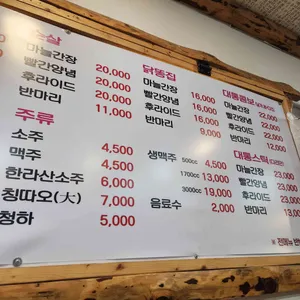 순살
마늘간장 20,000
빨간양념 20,000
후라이드 20,000
반마리 11,000
주류
소주 4,500
맥주 4,500
한라산소주 6,000
칭따오(大) 7,000
청하 5,000
닭똥집
마늘간장 16,000
빨간양념 16,000
후라이드 16,000
반마리 9,000
생맥주 500cc 4,500
1700cc 13,000
3000cc 19,000
음료수 2,000
대통콤보
마늘간장 23,000
빨간양념 23,000
후라이드 22,000
반마리 12,000
대통스틱
마늘간장
빨간양념
후라이드
반마리 13,000